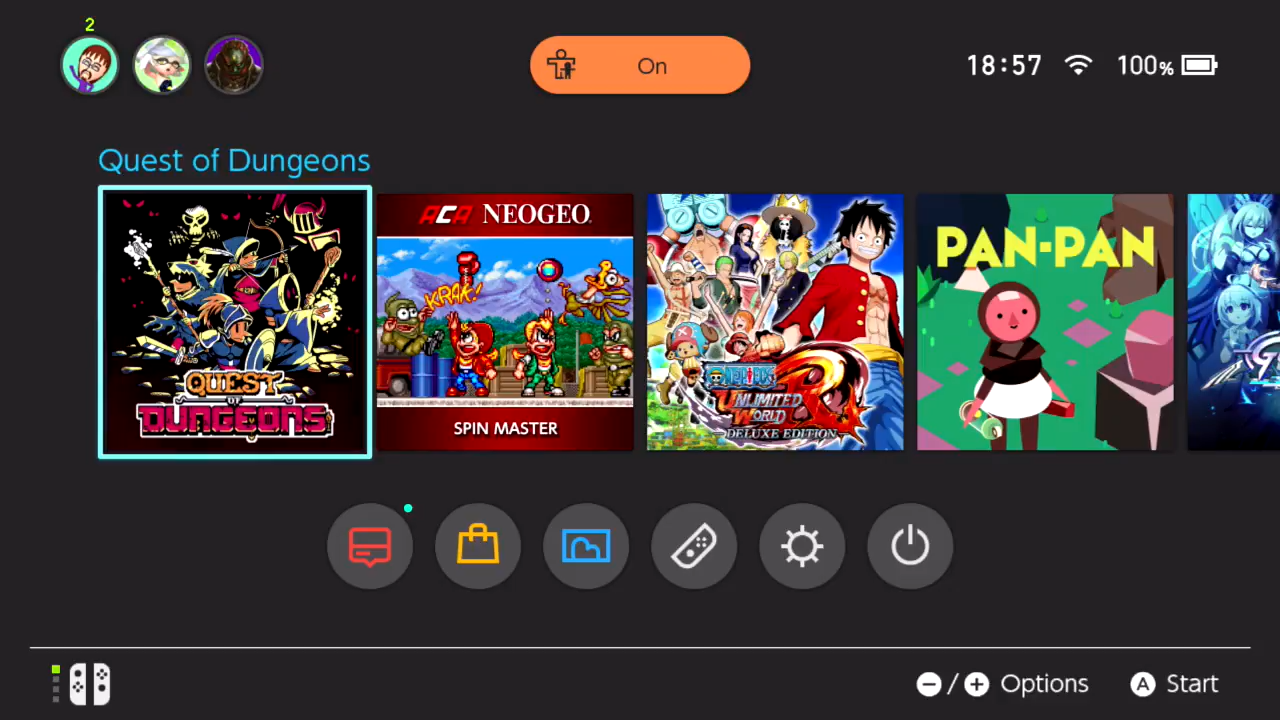 2
On
18:57
100%
Quest of Dungeons
QUEST
OF
DUNGEONS
ACA NEOGEO
KRAK!
SPIN MASTER
ONE PIECE
UNLIMITED
WORLD
DELUXE EDITION
PAN-PAN
−/+ Options
A Start